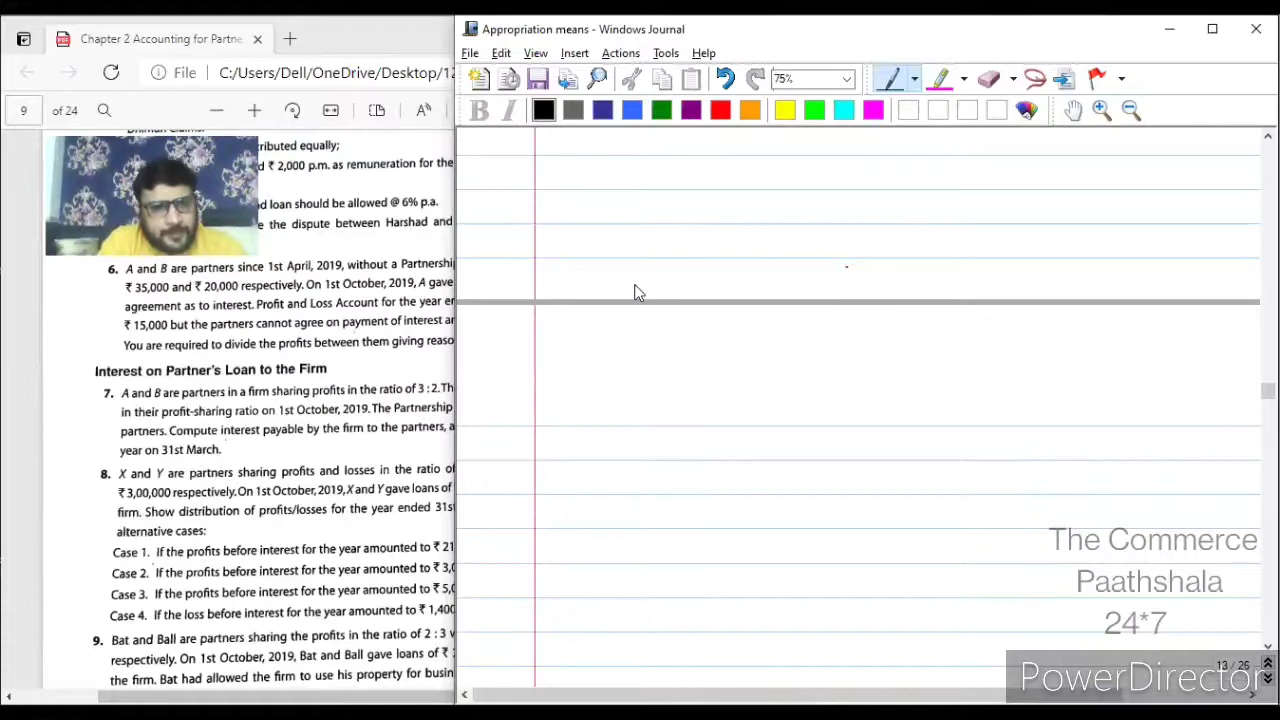 Chapter 2 Accounting for Partne
Appropriation means - Windows Journal
File
C:/Users/Dell/OneDrive/Desktop/12
File Edit View Insert Actions Tools Help
9 of 24
75%
Dhiman Claims:
tributed equally;
d ₹ 2,000 p.m. as remuneration for the
d loan should be allowed @ 6% p.a.
e the dispute between Harshad and
6. A and B are partners since 1st April, 2019, without a Partnership
₹ 35,000 and ₹ 20,000 respectively. On 1st October, 2019, A gave
agreement as to interest. Profit and Loss Account for the year en
₹ 15,000 but the partners cannot agree on payment of interest an
You are required to divide the profits between them giving reaso
Interest on Partner's Loan to the Firm
7. A and B are partners in a firm sharing profits in the ratio of 3 : 2. Th
in their profit-sharing ratio on 1st October, 2019. The Partnership
partners. Compute interest payable by the firm to the partners, a
year on 31st March.
8. X and Y are partners sharing profits and losses in the ratio of
₹ 3,00,000 respectively. On 1st October, 2019, X and Y gave loans of
firm. Show distribution of profits/losses for the year ended 31s
alternative cases:
Case 1. If the profits before interest for the year amounted to ₹ 21
Case 2. If the profits before interest for the year amounted to ₹ 3,0
Case 3. If the profits before interest for the year amounted to ₹ 5,0
Case 4. If the loss before interest for the year amounted to ₹ 1,400
9. Bat and Ball are partners sharing the profits in the ratio of 2 : 3 w
respectively. On 1st October, 2019, Bat and Ball gave loans of ₹
the firm. Bat had allowed the firm to use his property for busin
The Commerce
Paathshala
24*7
13 / 26
PowerDirector